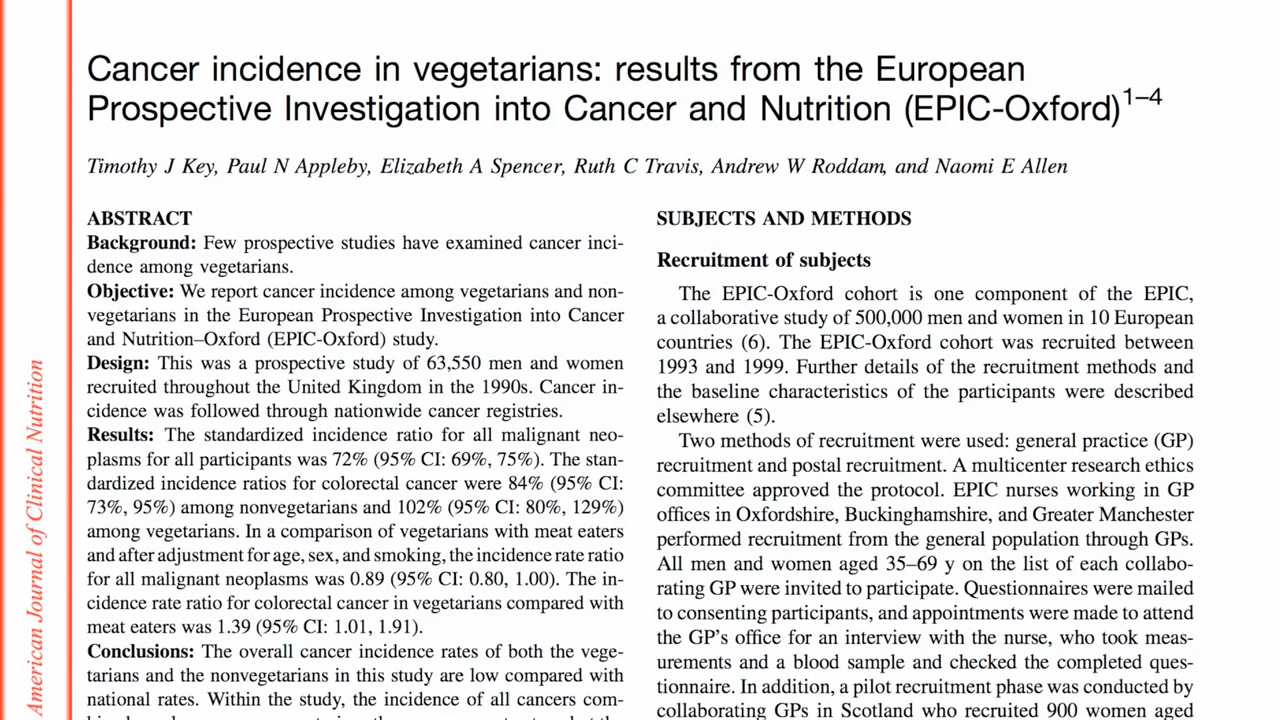 Cancer incidence in vegetarians: results from the European
Prospective Investigation into Cancer and Nutrition (EPIC-Oxford)1–4
Timothy J Key, Paul N Appleby, Elizabeth A Spencer, Ruth C Travis, Andrew W Roddam, and Naomi E Allen
American Journal of Clinical Nutrition
ABSTRACT
Background: Few prospective studies have examined cancer inci-
dence among vegetarians.
Objective: We report cancer incidence among vegetarians and non-
vegetarians in the European Prospective Investigation into Cancer
and Nutrition–Oxford (EPIC-Oxford) study.
Design: This was a prospective study of 63,550 men and women
recruited throughout the United Kingdom in the 1990s. Cancer in-
cidence was followed through nationwide cancer registries.
Results: The standardized incidence ratio for all malignant neo-
plasms for all participants was 72% (95% CI: 69%, 75%). The stan-
dardized incidence ratios for colorectal cancer were 84% (95% CI:
73%, 95%) among nonvegetarians and 102% (95% CI: 80%, 129%)
among vegetarians. In a comparison of vegetarians with meat eaters
and after adjustment for age, sex, and smoking, the incidence rate ratio
for all malignant neoplasms was 0.89 (95% CI: 0.80, 1.00). The in-
cidence rate ratio for colorectal cancer in vegetarians compared with
meat eaters was 1.39 (95% CI: 1.01, 1.91).
Conclusions: The overall cancer incidence rates of both the vege-
tarians and the nonvegetarians in this study are low compared with
national rates. Within the study, the incidence of all cancers com-
SUBJECTS AND METHODS
Recruitment of subjects
The EPIC-Oxford cohort is one component of the EPIC,
a collaborative study of 500,000 men and women in 10 European
countries (6). The EPIC-Oxford cohort was recruited between
1993 and 1999. Further details of the recruitment methods and
the baseline characteristics of the participants were described
elsewhere (5).
Two methods of recruitment were used: general practice (GP)
recruitment and postal recruitment. A multicenter research ethics
committee approved the protocol. EPIC nurses working in GP
offices in Oxfordshire, Buckinghamshire, and Greater Manchester
performed recruitment from the general population through GPs.
All men and women aged 35–69 y on the list of each collabo-
rating GP were invited to participate. Questionnaires were mailed
to consenting participants, and appointments were made to attend
the GP's office for an interview with the nurse, who took meas-
urements and a blood sample and checked the completed ques-
tionnaire. In addition, a pilot recruitment phase was conducted by
collaborating GPs in Scotland who recruited 900 women aged